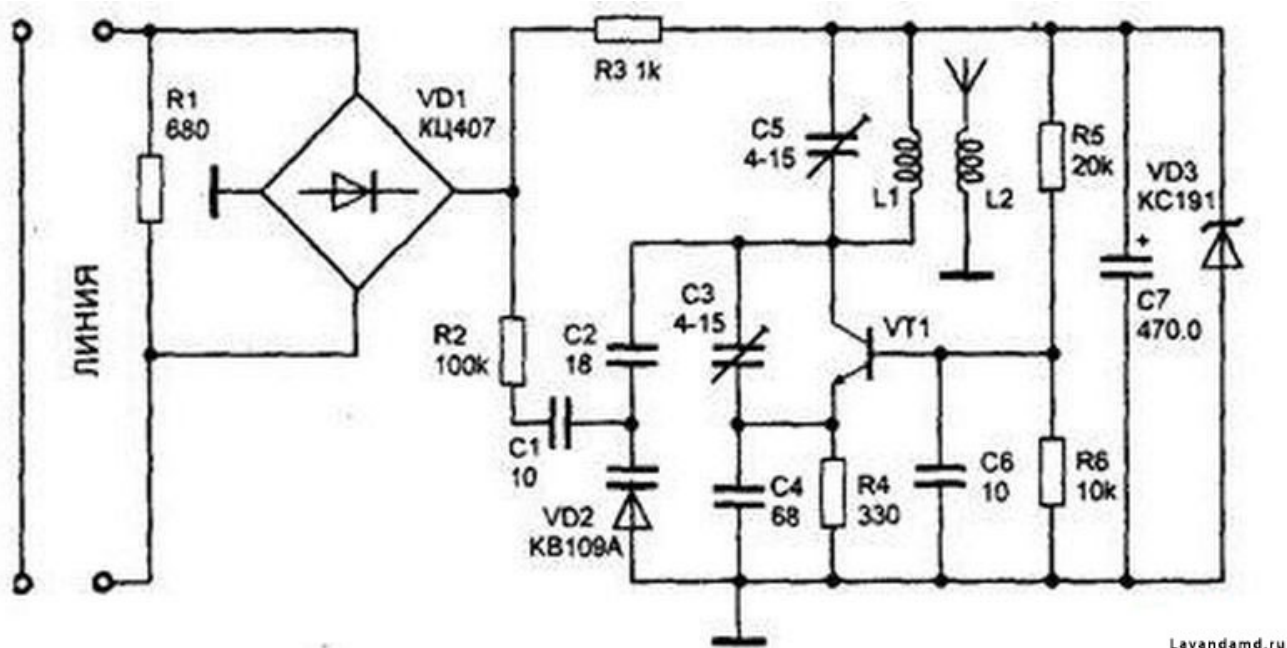 R3 1k
R1
680
VD1
КЦ407
C5
4-15
L1
L2
R5
20k
VD3
КС191
ЛИНИЯ
R2
100k
C2
18
C3
4-15
VT1
+
C7
470.0
C1
10
VD2
КВ109А
C4
68
R4
330
C6
10
R6
10k
Lavandamd.ru